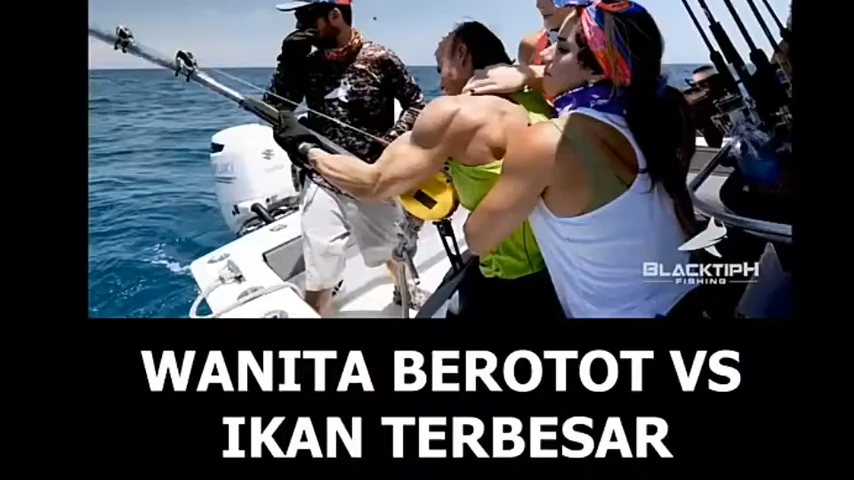 BLACKTIPH
FISHING
WANITA BEROTOT VS
IKAN TERBESAR